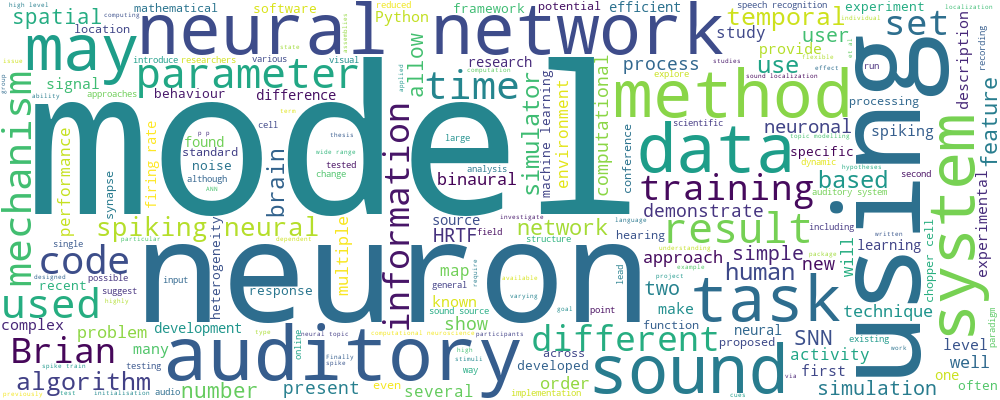 high level
computing
mathematical
software
reduced
Python
framework
potential
efficient
speech recognition
individual
localization
spatial
location
neural
network
temporal
set
may
issue
introduce
researchers
various
visual
state
allow
study
user
experiment
et al
flexible
effect
recording
signal
approaches
parameter
research
computation
process
provide
use
explore
studies
sound localization
run
description
behaviour
difference
time
method
applied
processing
group
ability
term
cell
thesis
large
simulator
machine learning
environment
computational
scientific
neuronal
feature
mechanism
performance
found
p p
wide range
model
tested
analysis
conference
data
specific
topic modelling
spiking
using
system
firing rate
standard
noise
change
brain
information
binaural
dynamic
hypotheses
synapse
although
ANN
investigate
training
based
auditory system
second
experimental
spiking neural
multiple
source
HRTF
field
network
demonstrate
language
hearing
result
including
written
learning
particular
dependent
heterogeneity
neuron
structure
understanding
approach
simple
will
chopper cell
code
single
recent
designed
possible
suggest
highly
input
response
map
general
known
sound source
require
available
varying
lead
project
example
two
human
new
package
used
complex
problem
development
type
neural topic
computational neuroscience
participants
goal
point
show
make
task
function
technique
level
paradigm
Brian
many
testing
online
auditory
high
stimuli
way
across
developed
different
neural
proposed
SNN
activity
existing
work
first
well
algorithm
spike train
previously
test
initialisation
audio
number
Finally
spike
present
even
several
order
implementation
sound
cues
via
simulation
one
often